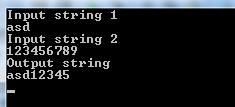 Input string 1
asd
Input string 2
123456789
Output string
asd12345